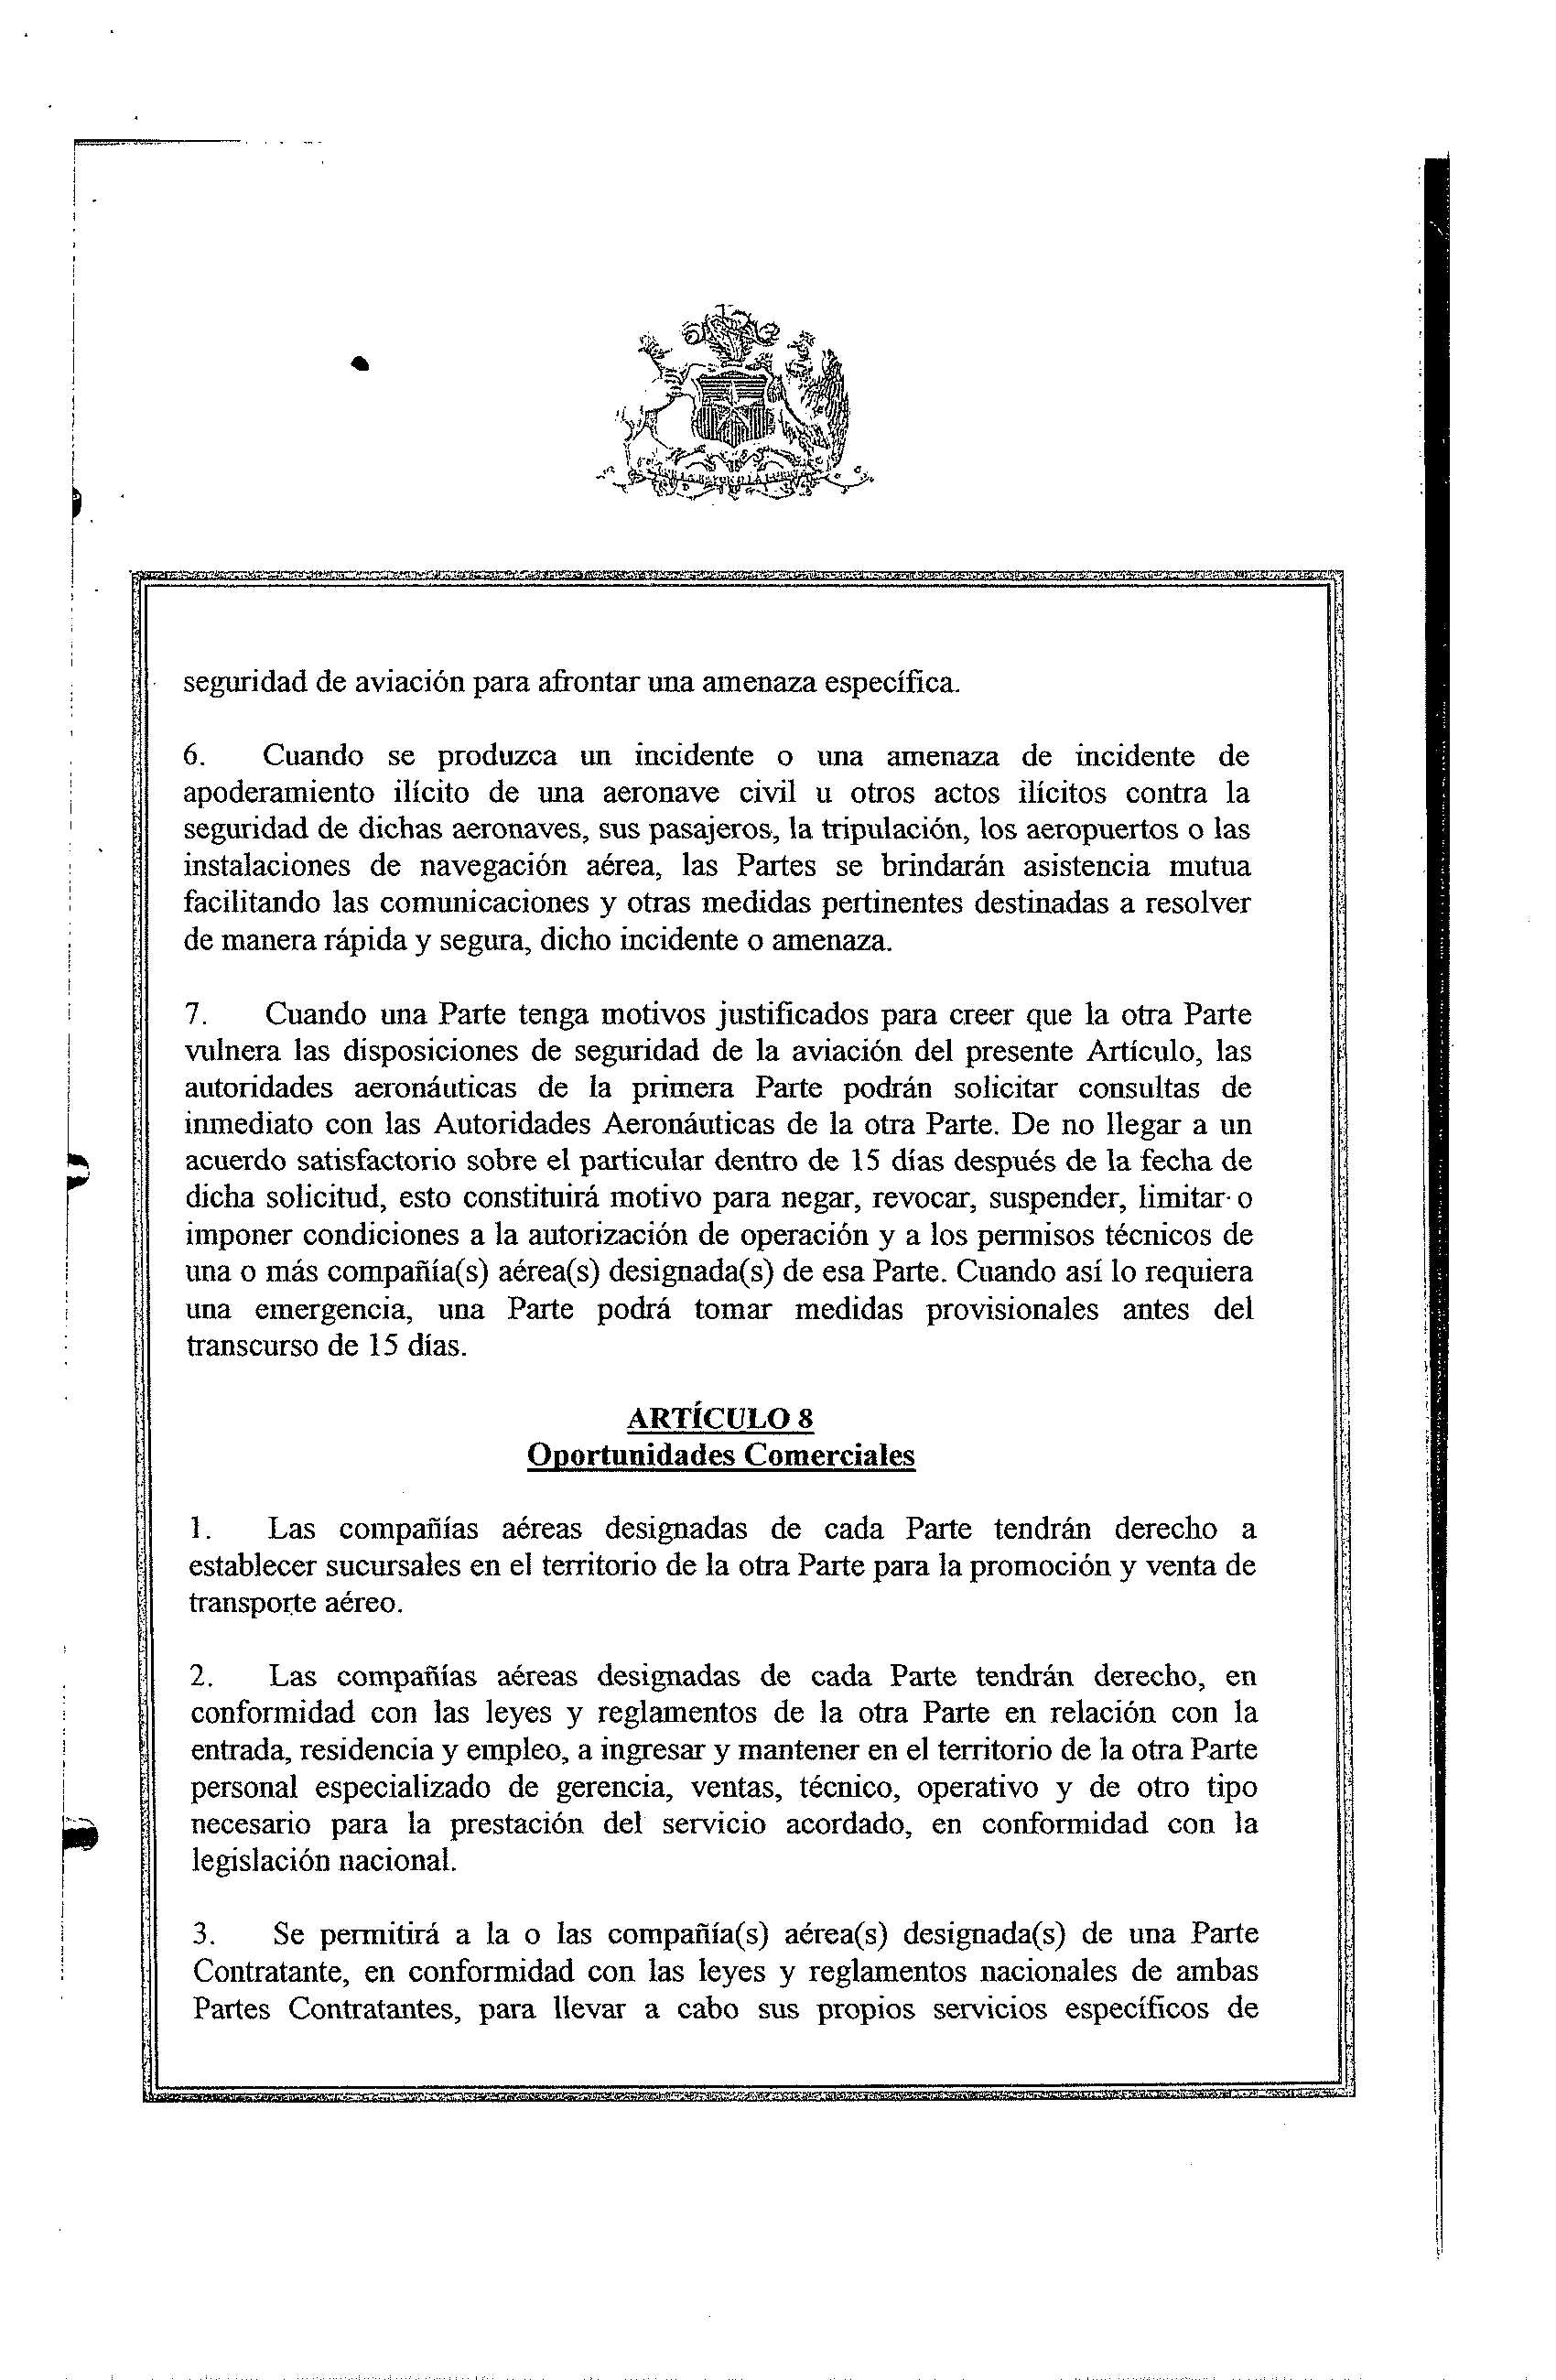 seguridad de aviación para afrontar una amenaza específica.
6. Cuando se produzca un incidente o una amenaza de incidente de
apoderamiento ilícito de una aeronave civil u otros actos ilícitos contra la
seguridad de dichas aeronaves, sus pasajeros, la tripulación, los aeropuertos o las
instalaciones de navegación aérea, las Partes se brindarán asistencia mutua
facilitando las comunicaciones y otras medidas pertinentes destinadas a resolver
de manera rápida y segura, dicho incidente o amenaza.
7. Cuando una Parte tenga motivos justificados para creer que la otra Parte
vulnera las disposiciones de seguridad de la aviación del presente Artículo, las
autoridades aeronáuticas de la primera Parte podrán solicitar consultas de
inmediato con las Autoridades Aeronáuticas de la otra Parte. De no llegar a un
acuerdo satisfactorio sobre el particular dentro de 15 días después de la fecha de
dicha solicitud, esto constituirá motivo para negar, revocar, suspender, limitar o
imponer condiciones a la autorización de operación y a los permisos técnicos de
una o más compañía(s) aérea(s) designada(s) de esa Parte. Cuando así lo requiera
una emergencia, una Parte podrá tomar medidas provisionales antes del
transcurso de 15 días.
ARTÍCULO 8
Oportunidades Comerciales
1. Las compañías aéreas designadas de cada Parte tendrán derecho a
establecer sucursales en el territorio de la otra Parte para la promoción y venta de
transporte aéreo.
2. Las compañías aéreas designadas de cada Parte tendrán derecho, en
conformidad con las leyes y reglamentos de la otra Parte en relación con la
entrada, residencia y empleo, a ingresar y mantener en el territorio de la otra Parte
personal especializado de gerencia, ventas, técnico, operativo y de otro tipo
necesario para la prestación del servicio acordado, en conformidad con la
legislación nacional.
3. Se permitirá a la o las compañía(s) aérea(s) designada(s) de una Parte
Contratante, en conformidad con las leyes y reglamentos nacionales de ambas
Partes Contratantes, para llevar a cabo sus propios servicios específicos de